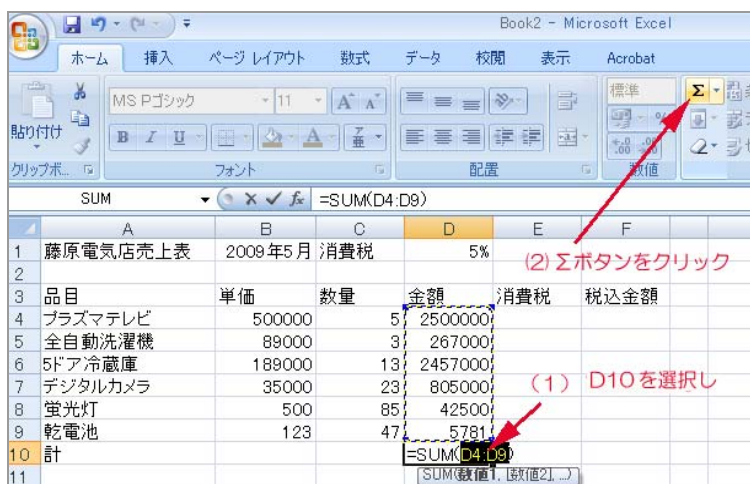 Book2 - Microsoft Excel
ホーム 挿入 ページ レイアウト 数式 データ 校閲 表示 Acrobat
貼り付け
MS Pゴシック 11 A A
標準 Σ
B I U A 亜
%
.00
クリップボ... フォント 配置 数値
SUM fx =SUM(D4:D9)
A B C D E F
1 藤原電気店売上表 2009年5月 消費税 5%
(2) Σボタンをクリック
2
3 品目 単価 数量 金額 消費税 税込金額
4 プラズマテレビ 500000 5 2500000
5 全自動洗濯機 89000 3 267000
6 5ドア冷蔵庫 189000 13 2457000
7 デジタルカメラ 35000 23 805000
(1) D10を選択し
8 蛍光灯 500 85 42500
9 乾電池 123 47 5781
10 計 =SUM(D4:D9)
11 SUM(数値1, [数値2], ...)